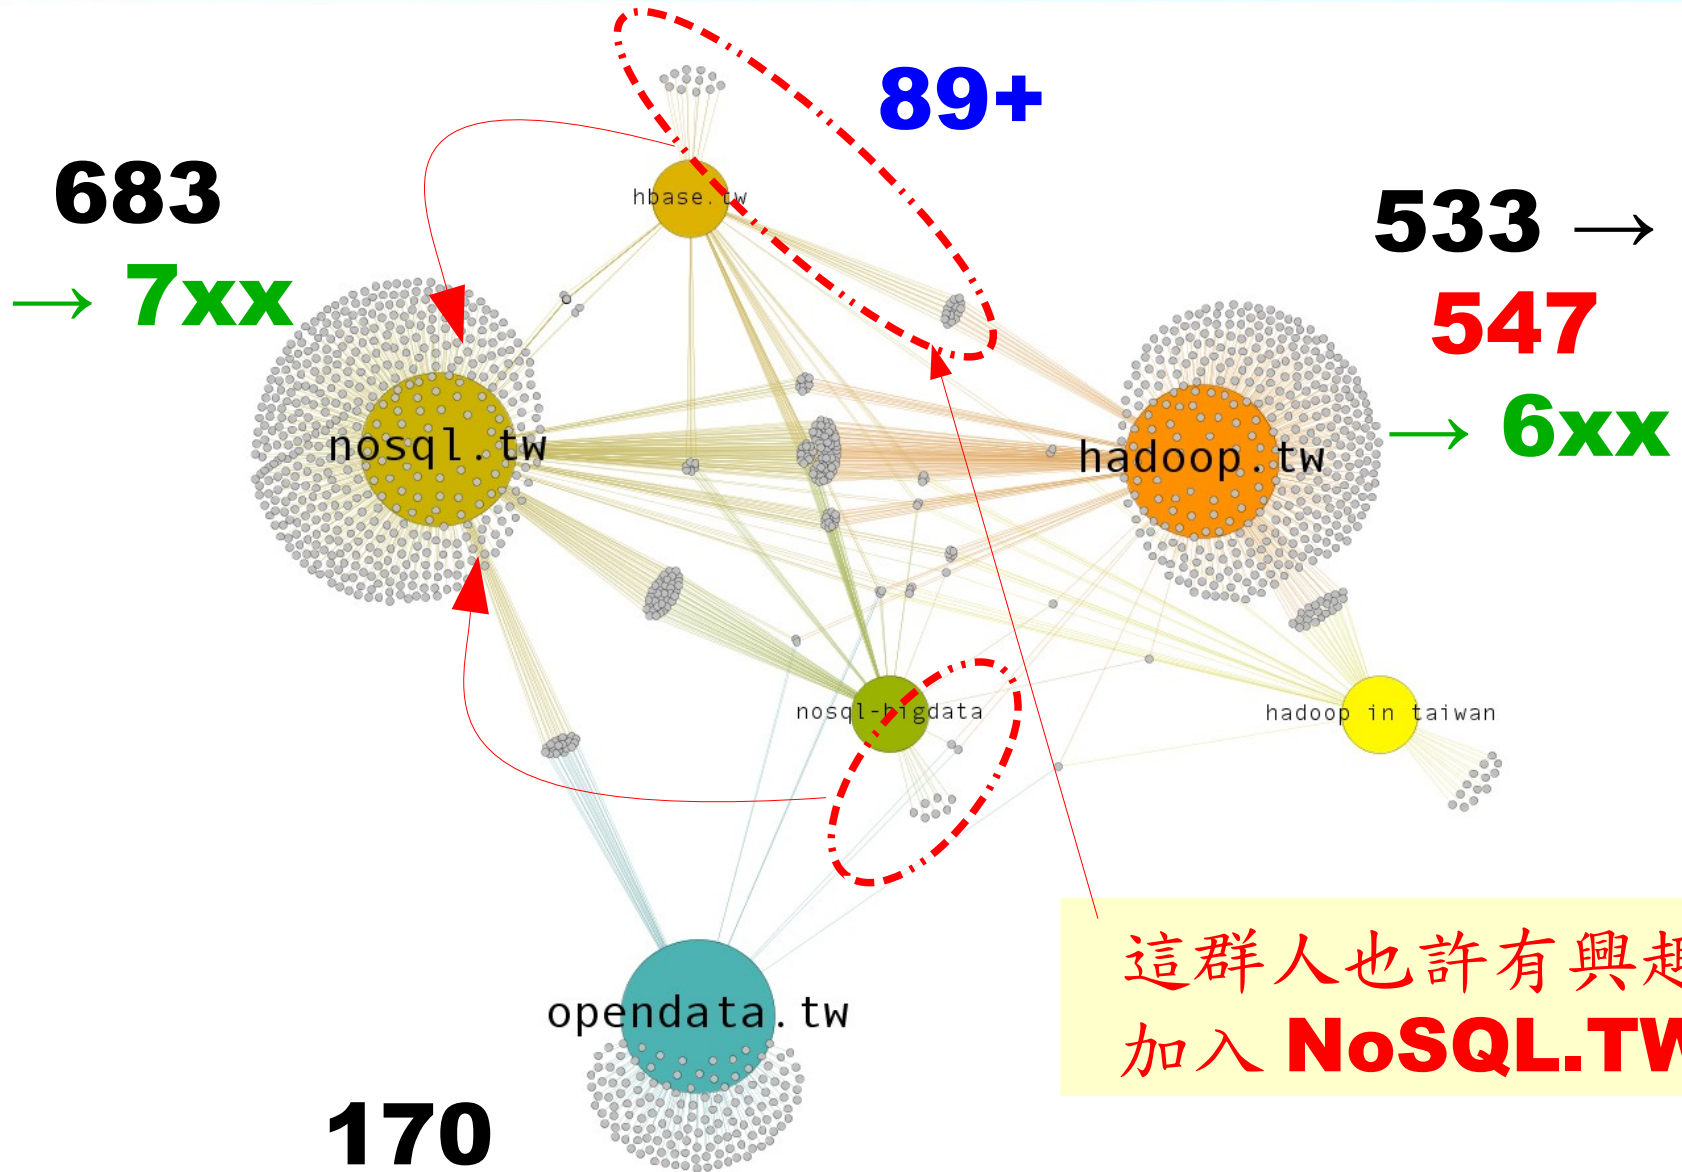 89+
683
→ 7xx
533 →
547
→ 6xx
hbase.tw
nosql.tw
hadoop.tw
nosql-bigdata
hadoop in taiwan
opendata.tw
170
這群人也許有興趣
加入 NoSQL.TW